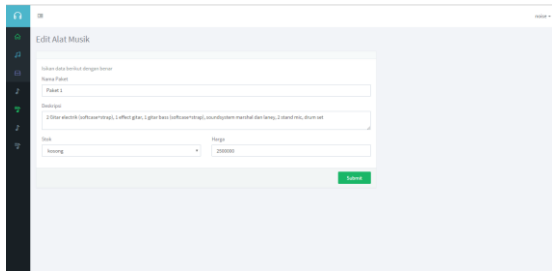 Edit Alat Musik
Isikan data berikut dengan benar
Nama Paket
Paket 1
Deskripsi
2 Gitar electrik (softcase+strap), 1 effect gitar, 1 gitar bass (softcase+strap), soundsystem marshal dan laney, 2 stand mic, drum set
Stok
Harga
kosong
2500000
Submit